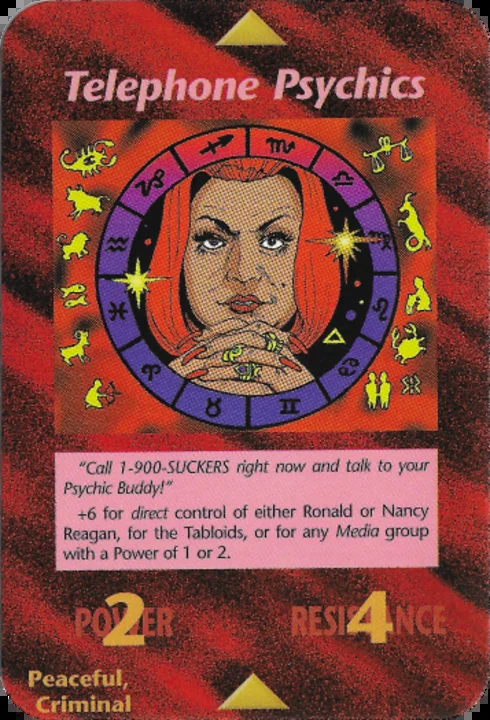 Telephone Psychics
"Call 1-900-SUCKERS right now and talk to your
Psychic Buddy!"
+6 for direct control of either Ronald or Nancy
Reagan, for the Tabloids, or for any Media group
with a Power of 1 or 2.
POWER 2
RESISTANCE 4
Peaceful,
Criminal